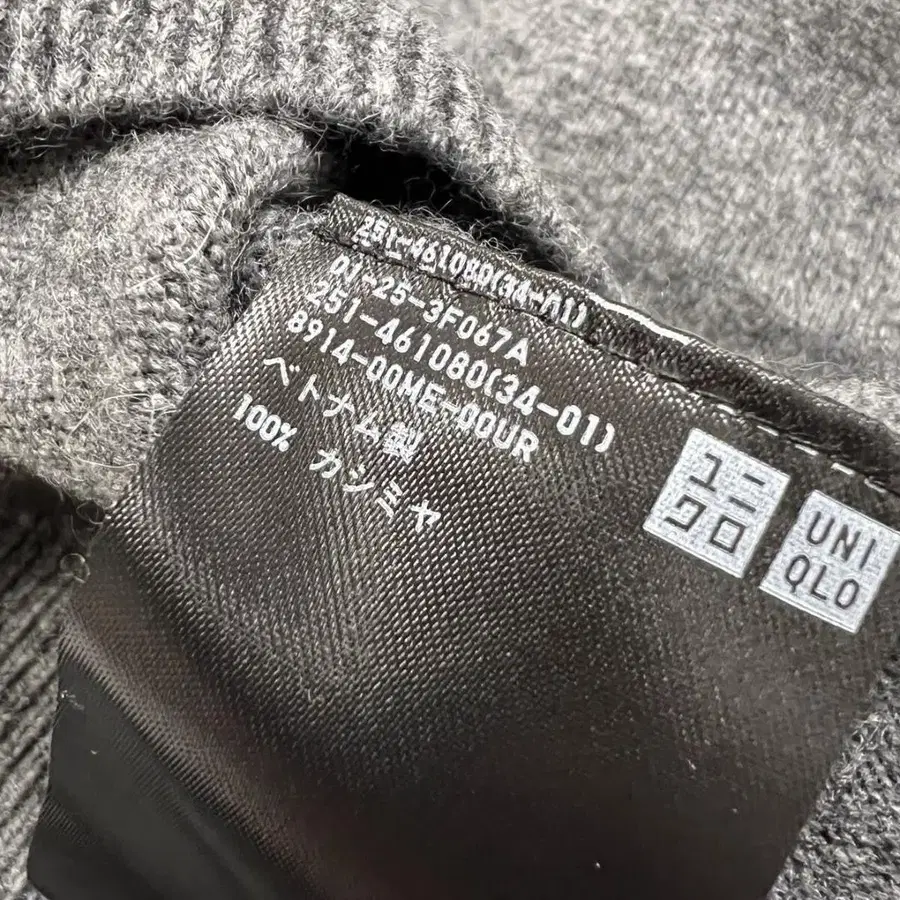 251-461080(34-01)
01-25-3F067A
251-461080(34-01)
8914-00ME-00UR
ベトナム製
100% カシミヤ
ユニ
クロ
UNI
QLO